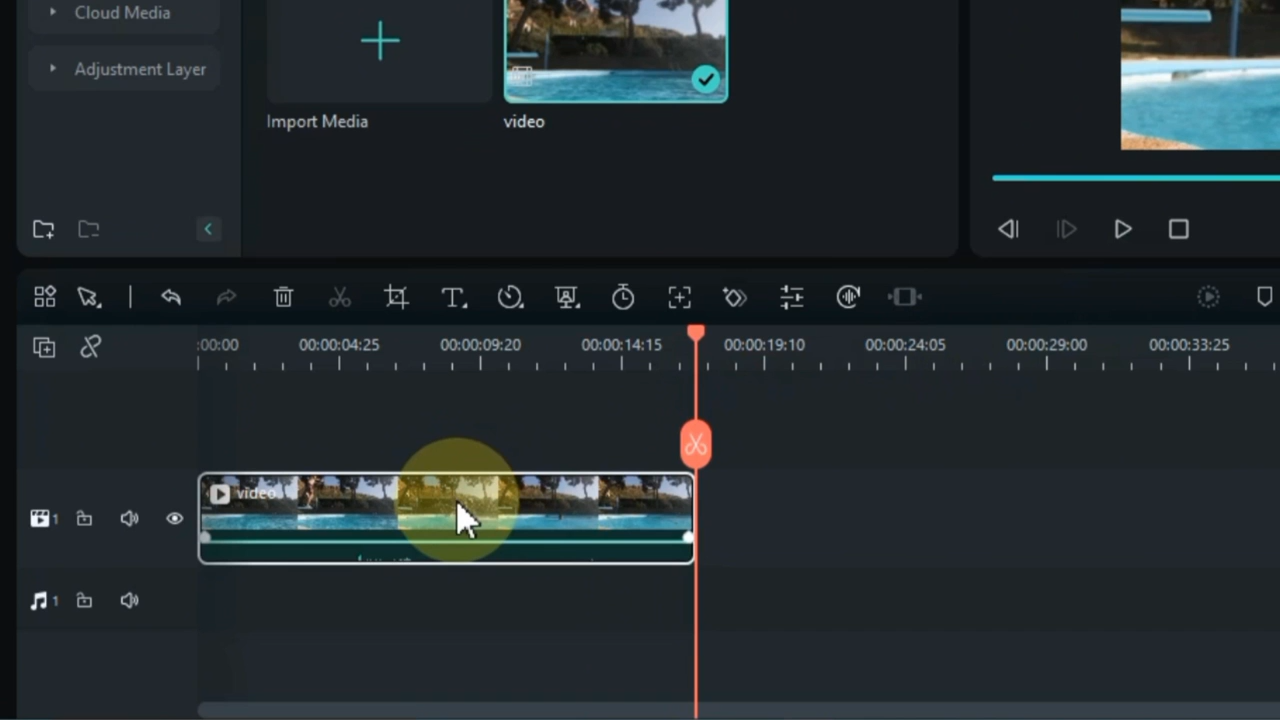 Cloud Media
Adjustment Layer
Import Media
video
:00:00
00:00:04:25
00:00:09:20
00:00:14:15
00:00:19:10
00:00:24:05
00:00:29:00
00:00:33:25
video
1
1